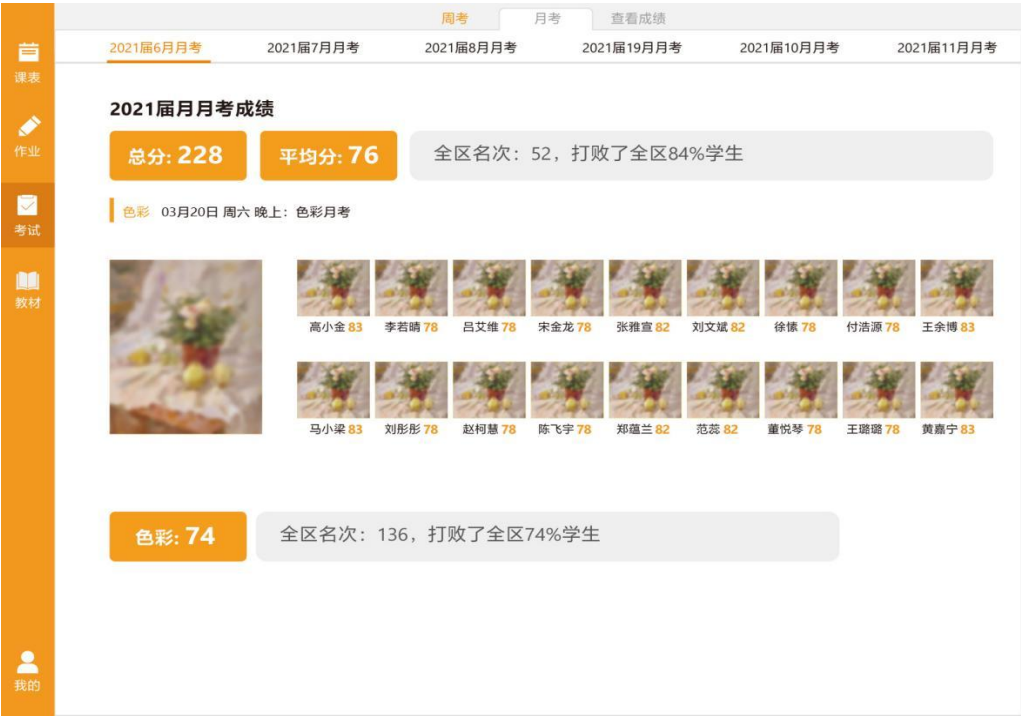 周考 月考 查看成绩
2021届6月月考 2021届7月月考 2021届8月月考 2021届19月月考 2021届10月月考 2021届11月月考
课表
作业
考试
教材
我的
2021届月月考成绩
总分: 228 平均分: 76 全区名次：52，打败了全区84%学生
色彩 03月20日 周六 晚上：色彩月考
高小金 83 李若晴 78 吕艾维 78 宋金龙 78 张雅宣 82 刘文斌 82 徐愫 78 付浩源 78 王余博 83
马小梁 83 刘彤彤 78 赵柯慧 78 陈飞宇 78 郑蕴兰 82 范蕊 82 董悦琴 78 王璐璐 78 黄嘉宁 83
色彩: 74 全区名次：136，打败了全区74%学生